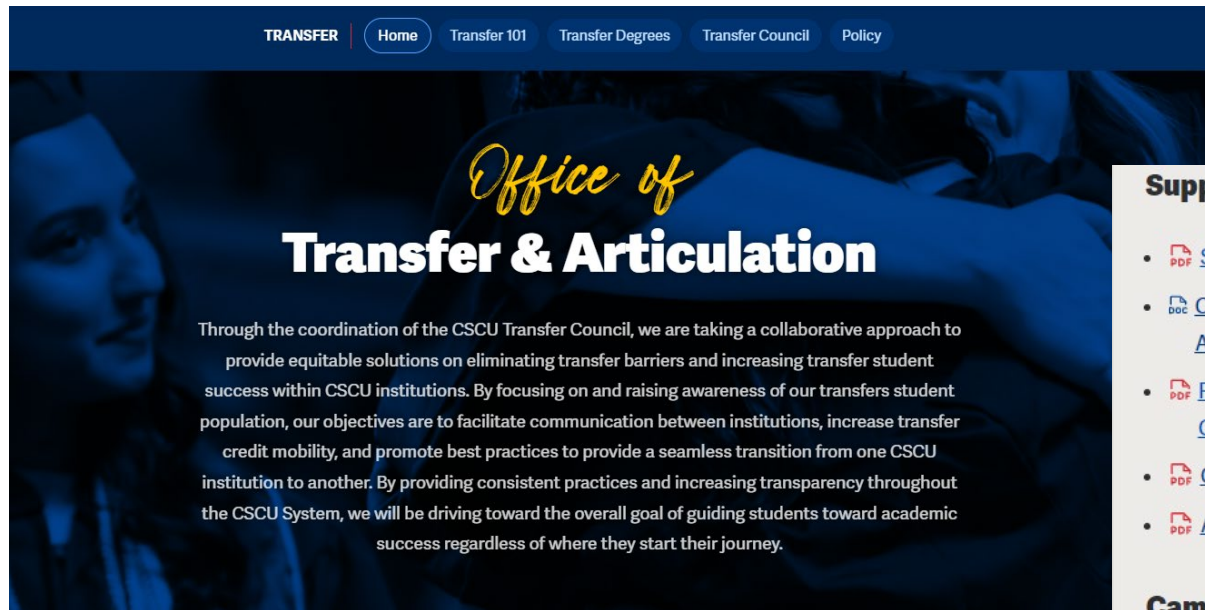 TRANSFER Home Transfer 101 Transfer Degrees Transfer Council Policy
Office of
Transfer & Articulation
Through the coordination of the CSCU Transfer Council, we are taking a collaborative approach to
provide equitable solutions on eliminating transfer barriers and increasing transfer student
success within CSCU institutions. By focusing on and raising awareness of our transfers student
population, our objectives are to facilitate communication between institutions, increase transfer
credit mobility, and promote best practices to provide a seamless transition from one CSCU
institution to another. By providing consistent practices and increasing transparency throughout
the CSCU System, we will be driving toward the overall goal of guiding students toward academic
success regardless of where they start their journey.
PDF
DOC
PDF
PDF
PDF